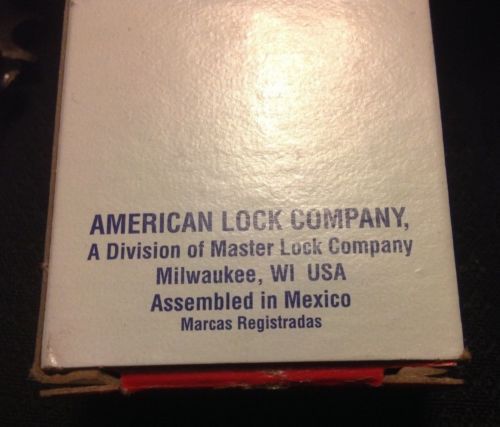 AMERICAN LOCK COMPANY,
A Division of Master Lock Company
Milwaukee, WI USA
Assembled in Mexico
Marcas Registradas